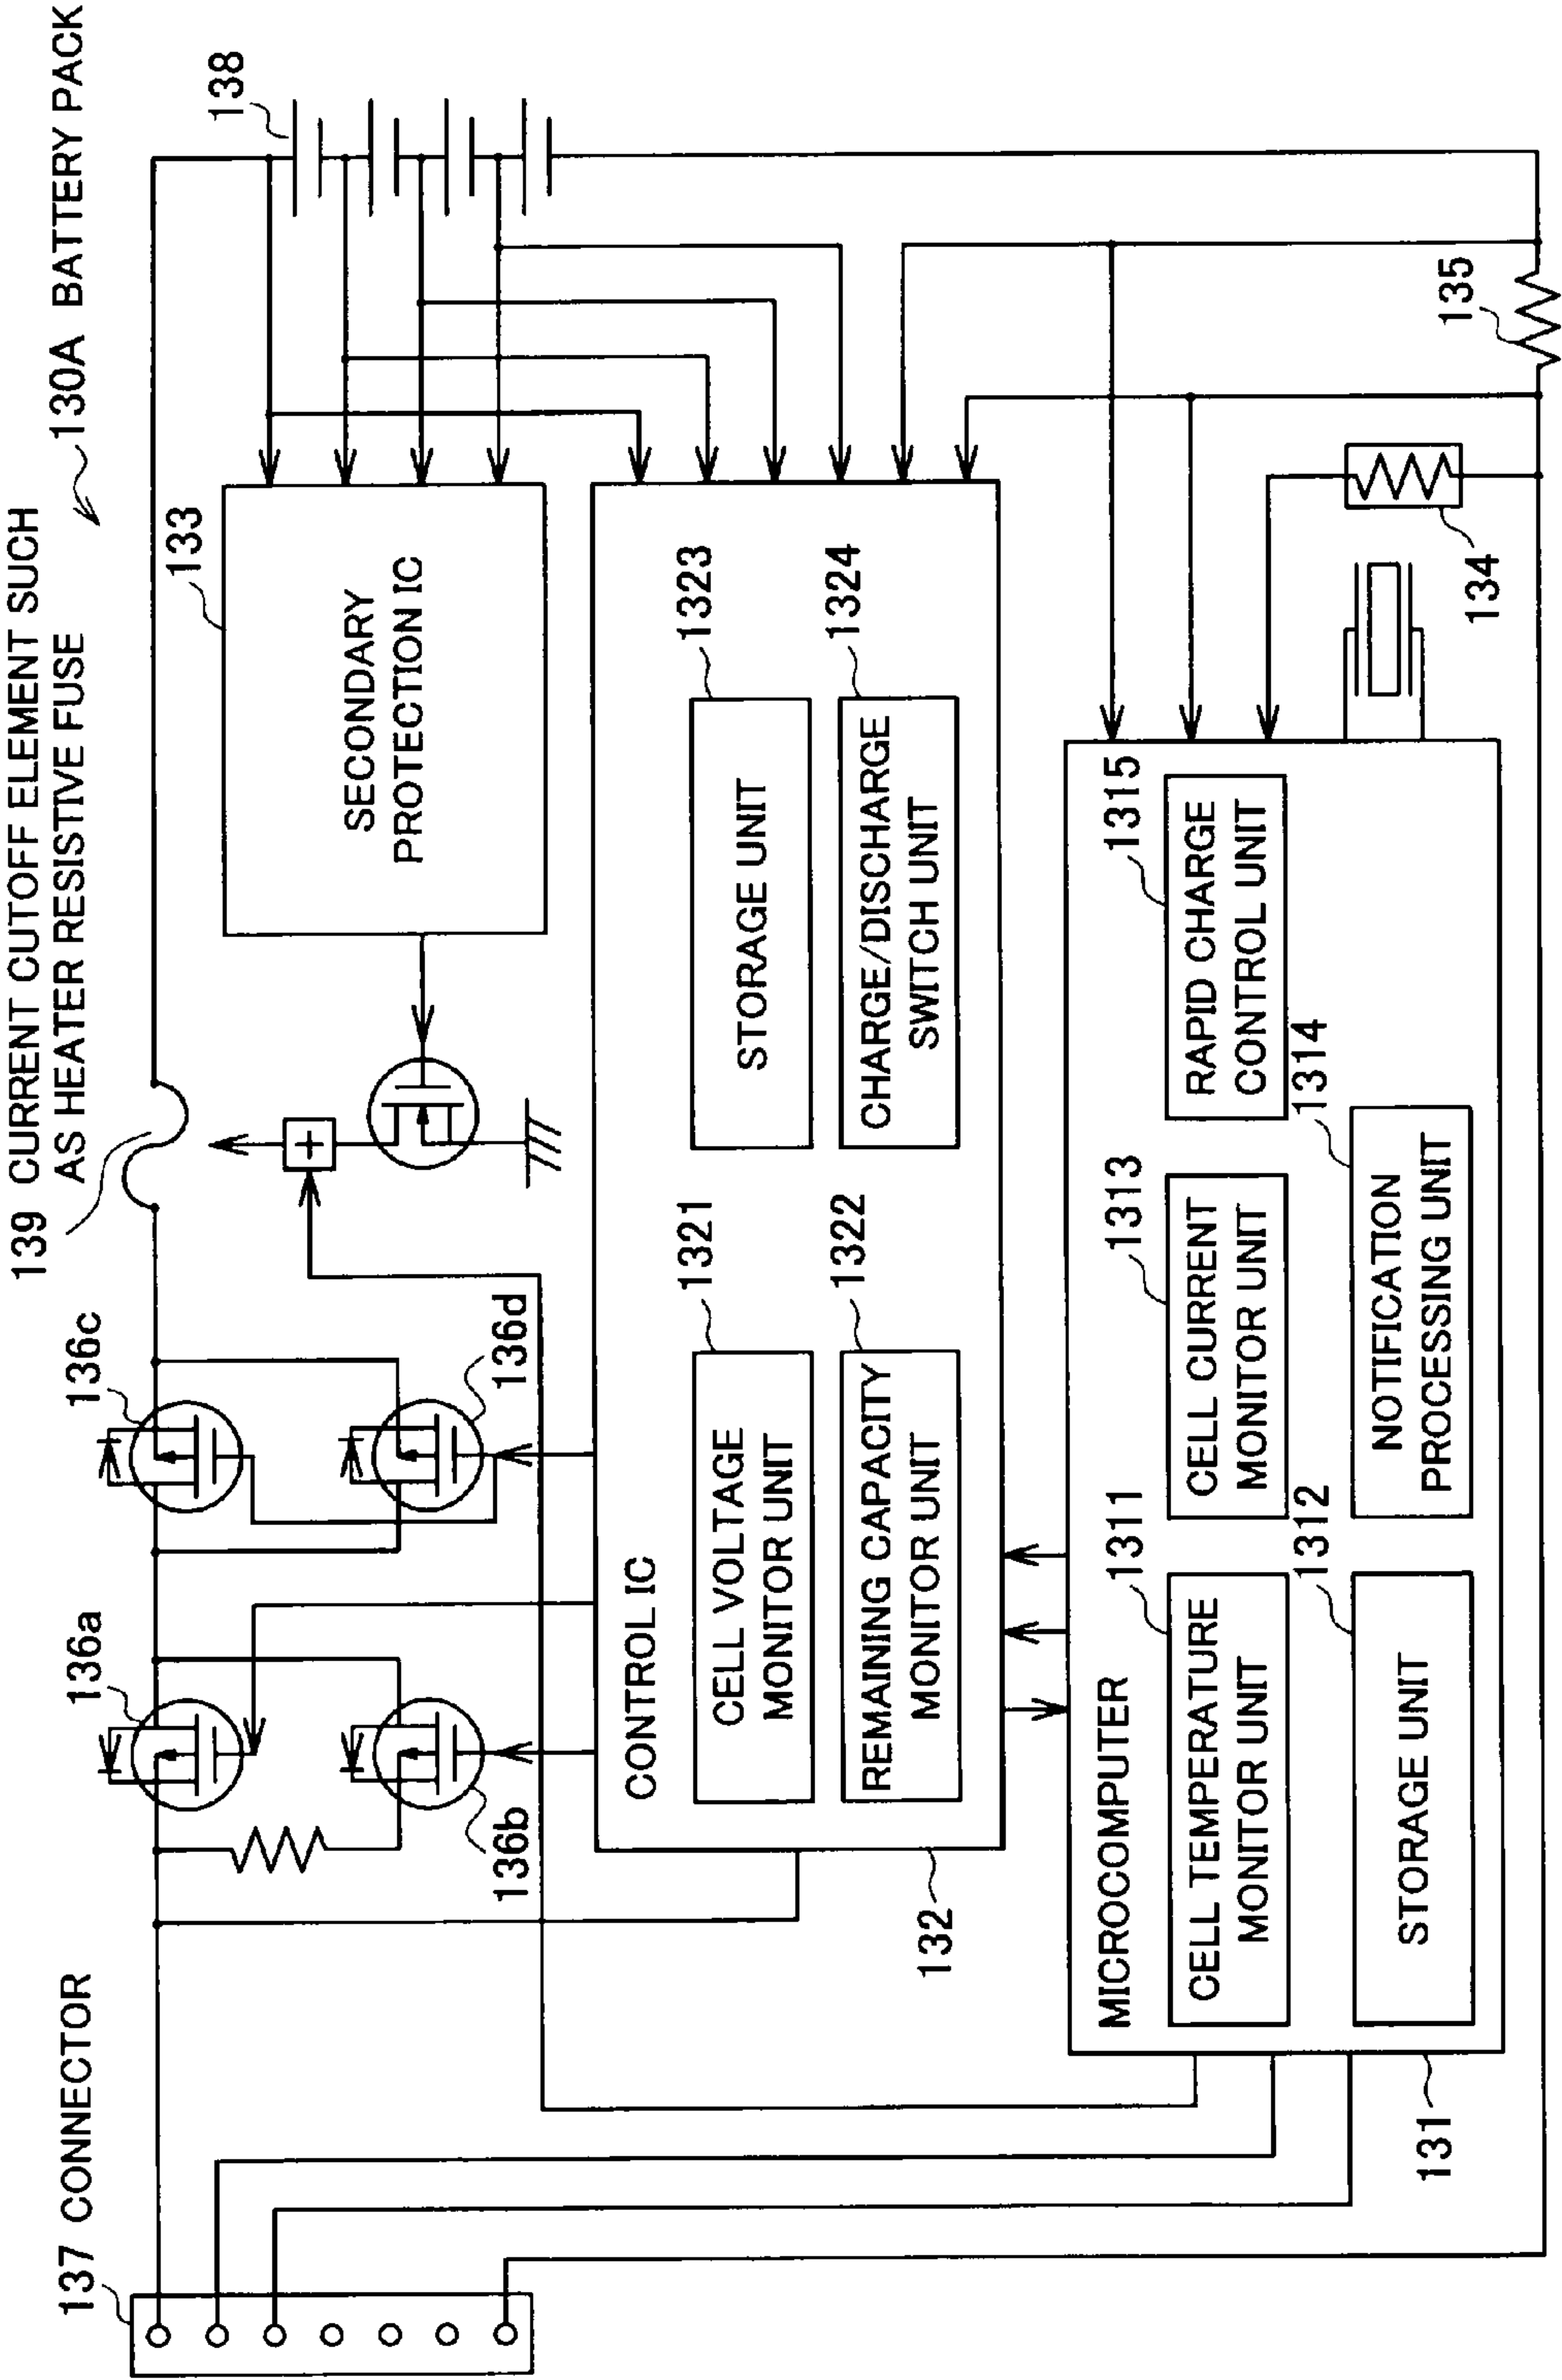 139 CURRENT CUTOFF ELEMENT SUCH
AS HEATER RESISTIVE FUSE
130A BATTERY PACK
137 CONNECTOR
136a
136c
133
138
SECONDARY
PROTECTION IC
136b
136d
CONTROL IC
132
1321
CELL VOLTAGE
MONITOR UNIT
1323
STORAGE UNIT
1322
REMAINING CAPACITY
MONITOR UNIT
1324
CHARGE/DISCHARGE
SWITCH UNIT
MICROCOMPUTER
131
1311
CELL TEMPERATURE
MONITOR UNIT
1313
CELL CURRENT
MONITOR UNIT
1315
RAPID CHARGE
CONTROL UNIT
1312
STORAGE UNIT
1314
NOTIFICATION
PROCESSING UNIT
134
135